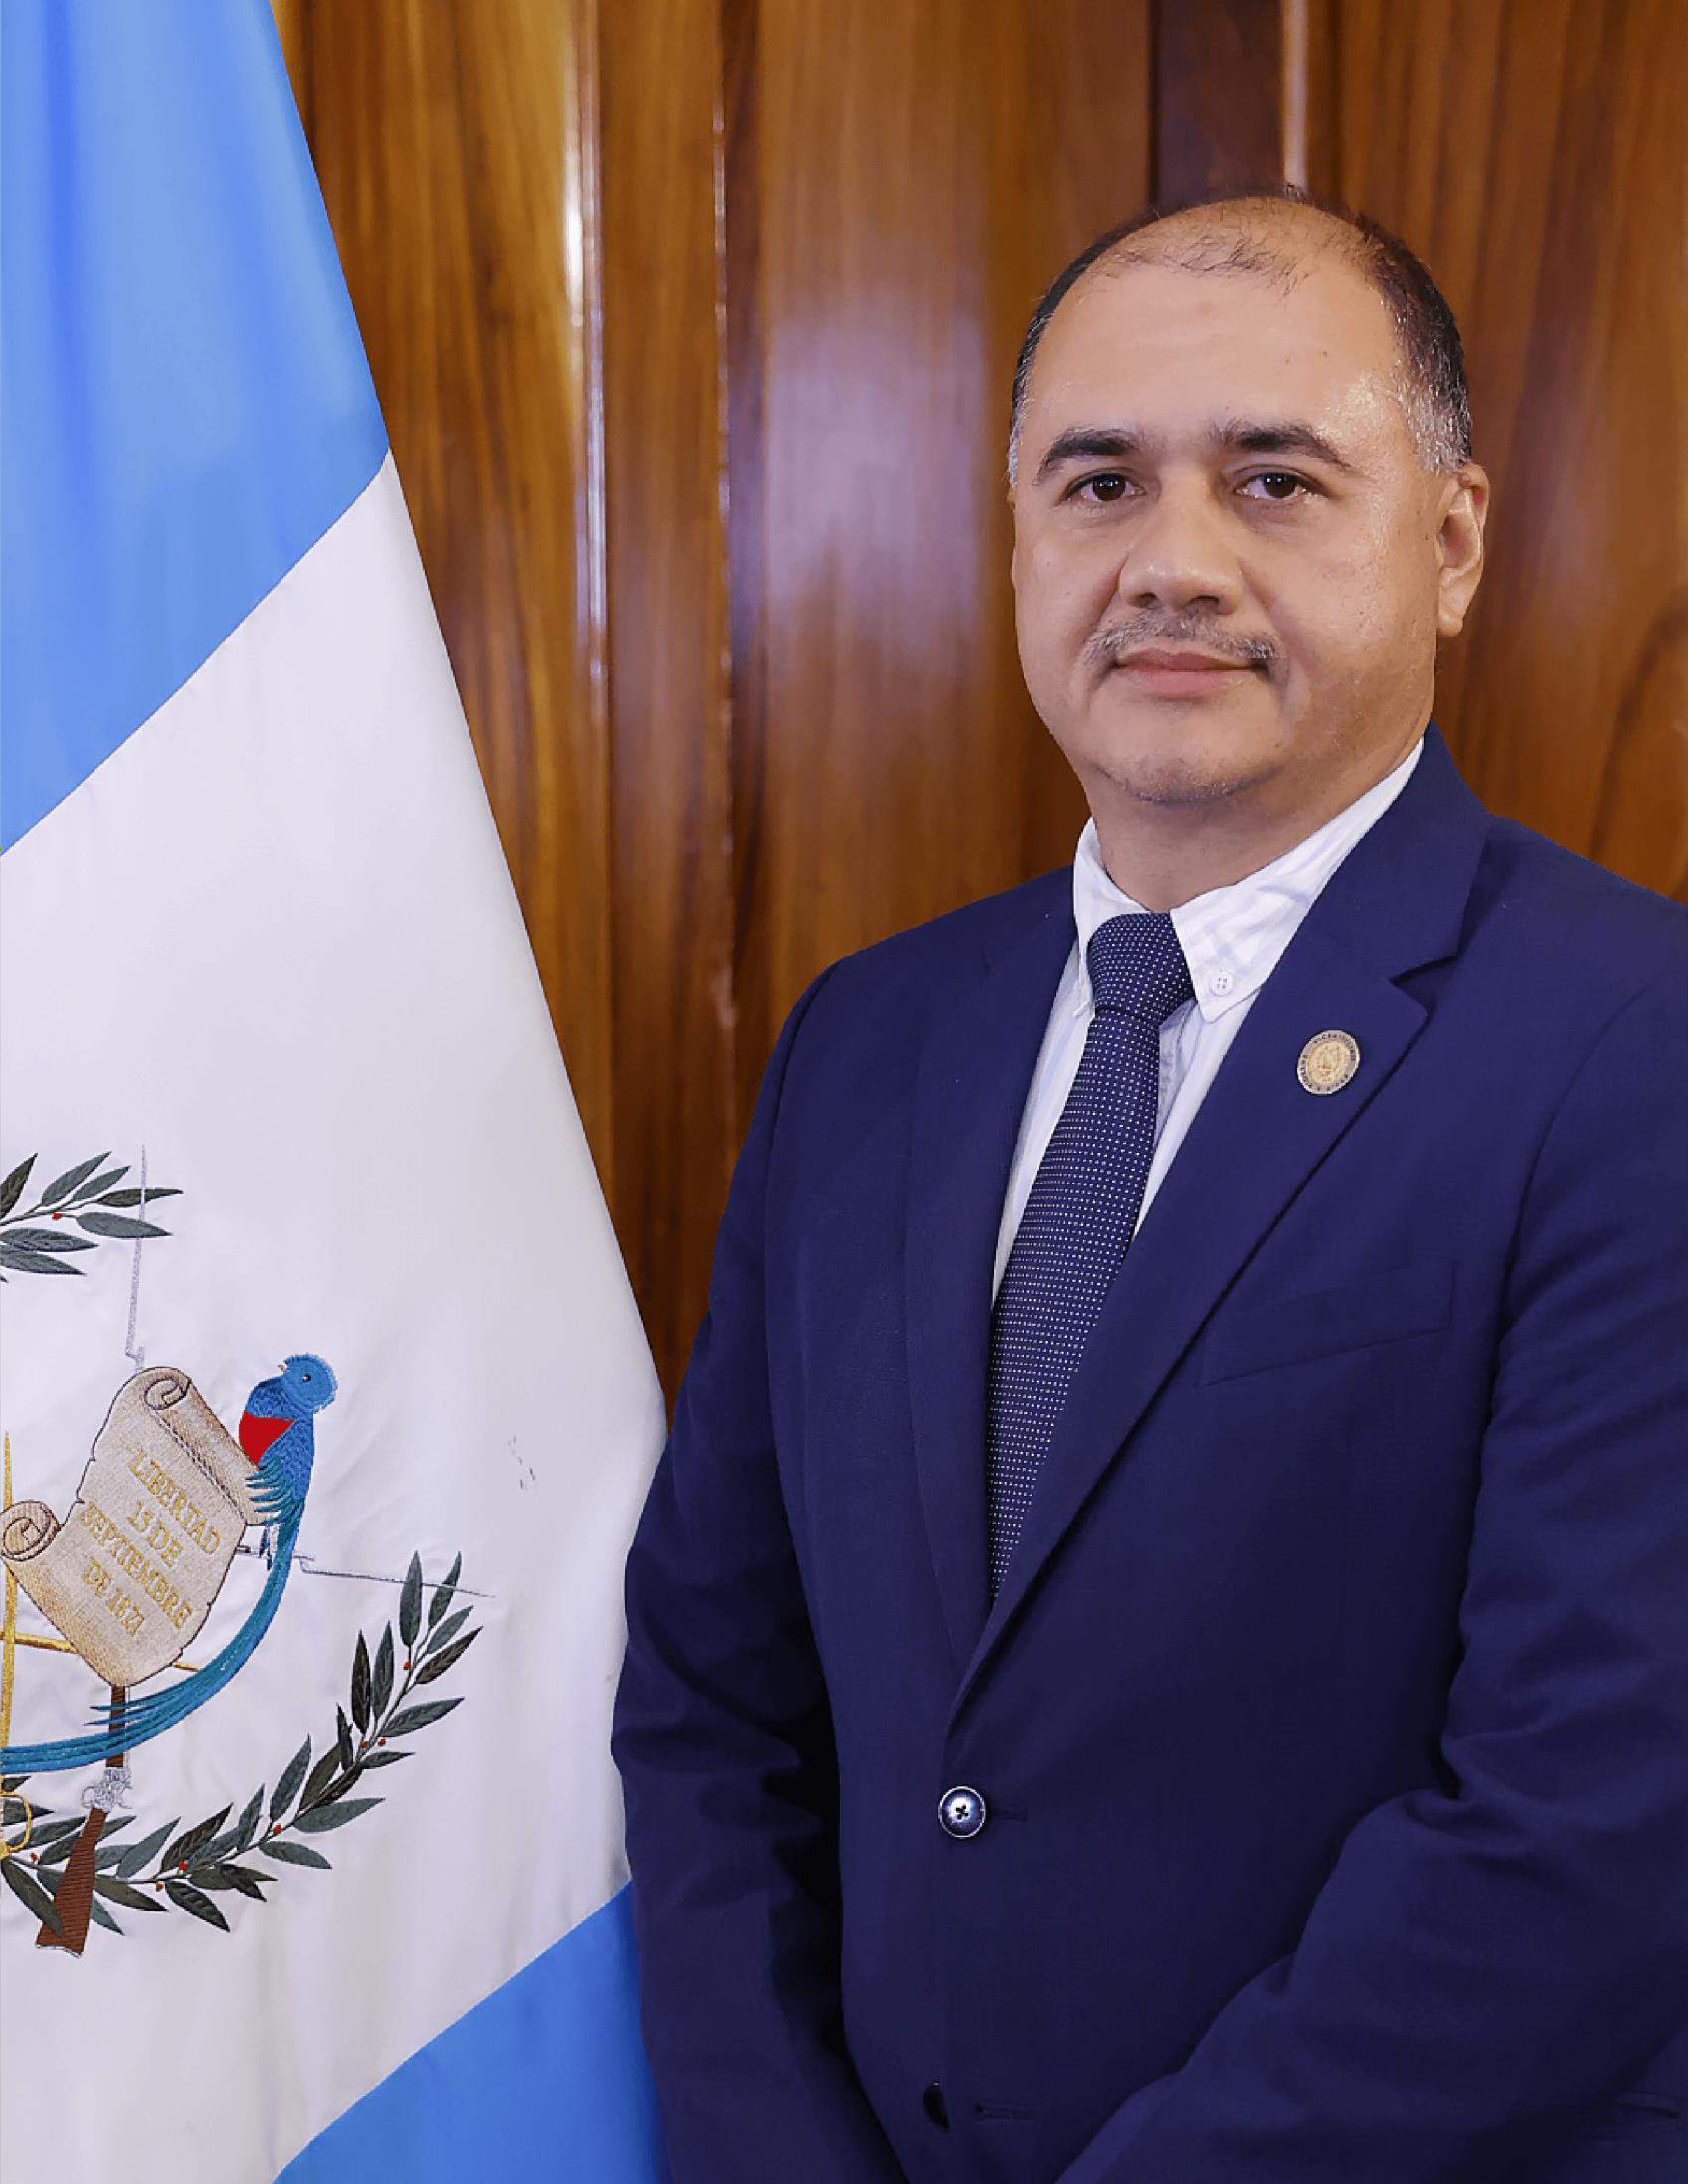 LIBERTAD
15 DE
SEPTIEMBRE
DE 1821